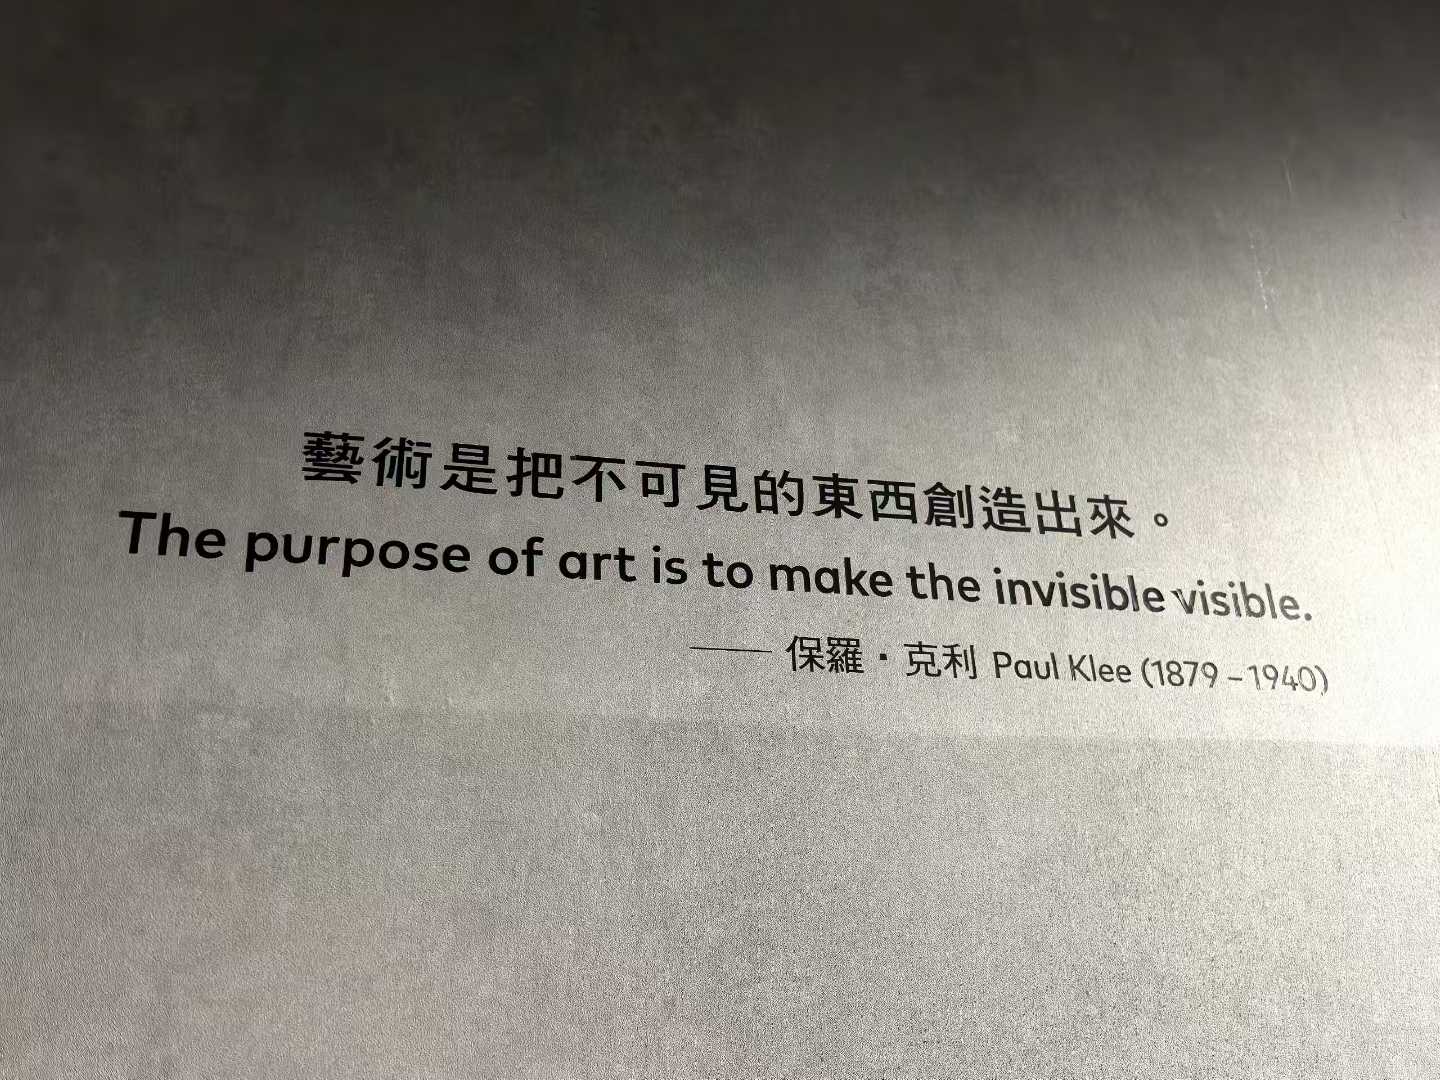 藝術是把不可見的東西創造出來。
The purpose of art is to make the invisible visible.
—— 保羅・克利 Paul Klee (1879 – 1940)